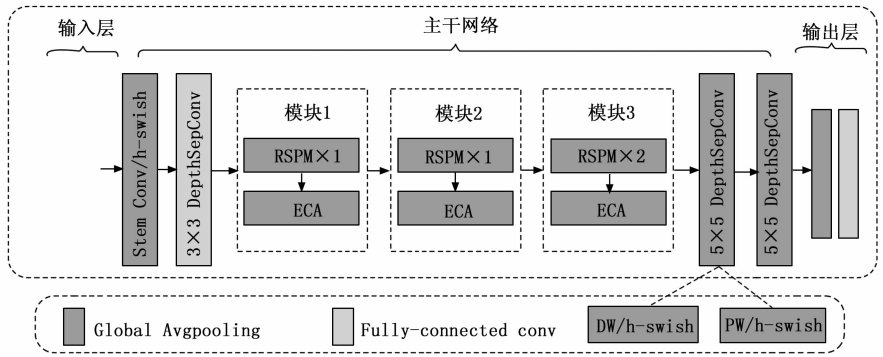 输入层
主干网络
输出层
Stem Conv/h-swish
3×3 DepthSepConv
模块1
RSPM×1
ECA
模块2
RSPM×1
ECA
模块3
RSPM×2
ECA
5×5 DepthSepConv
5×5 DepthSepConv
Global Avgpooling
Fully-connected conv
DW/h-swish
PW/h-swish